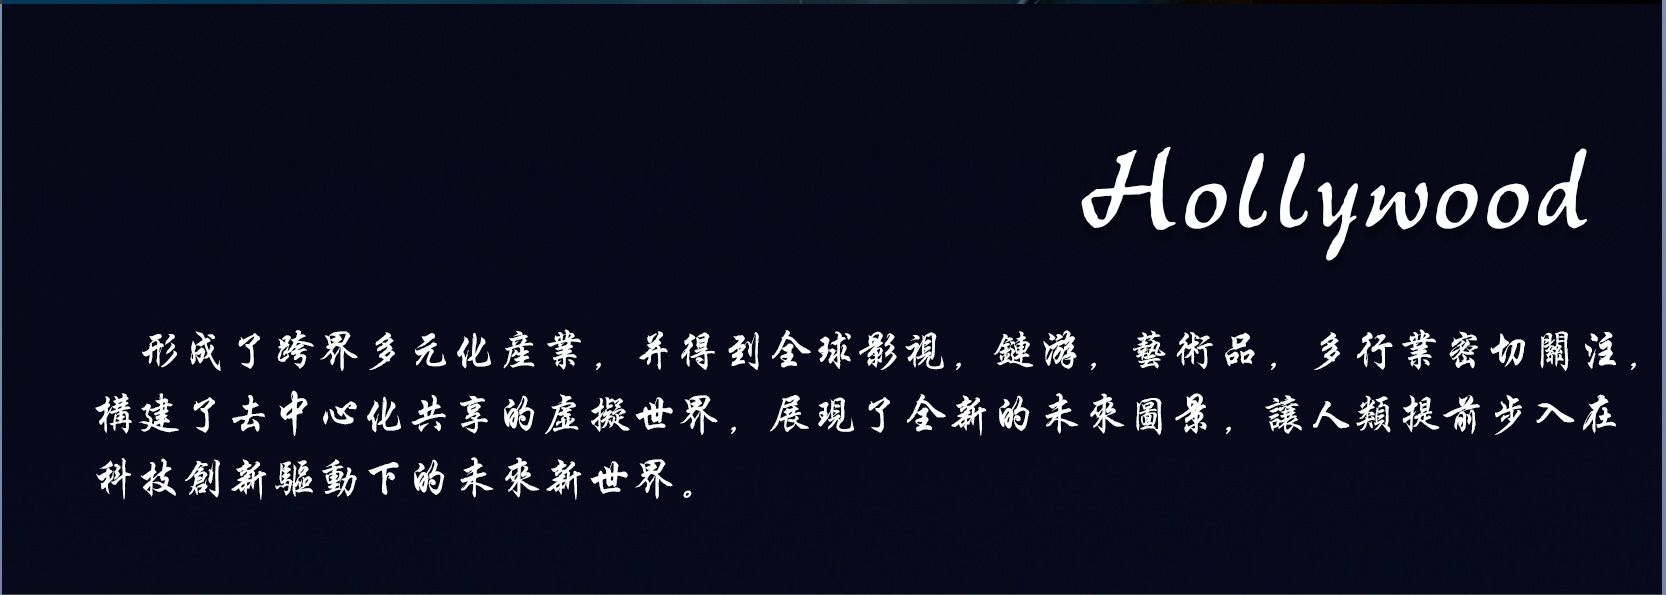 Hollywood
形成了跨界多元化産業，并得到全球影視，鏈游，藝術品，多行業密切關注，
構建了去中心化共享的虛擬世界，展現了全新的未來圖景，讓人類提前步入在
科技創新驅動下的未來新世界。